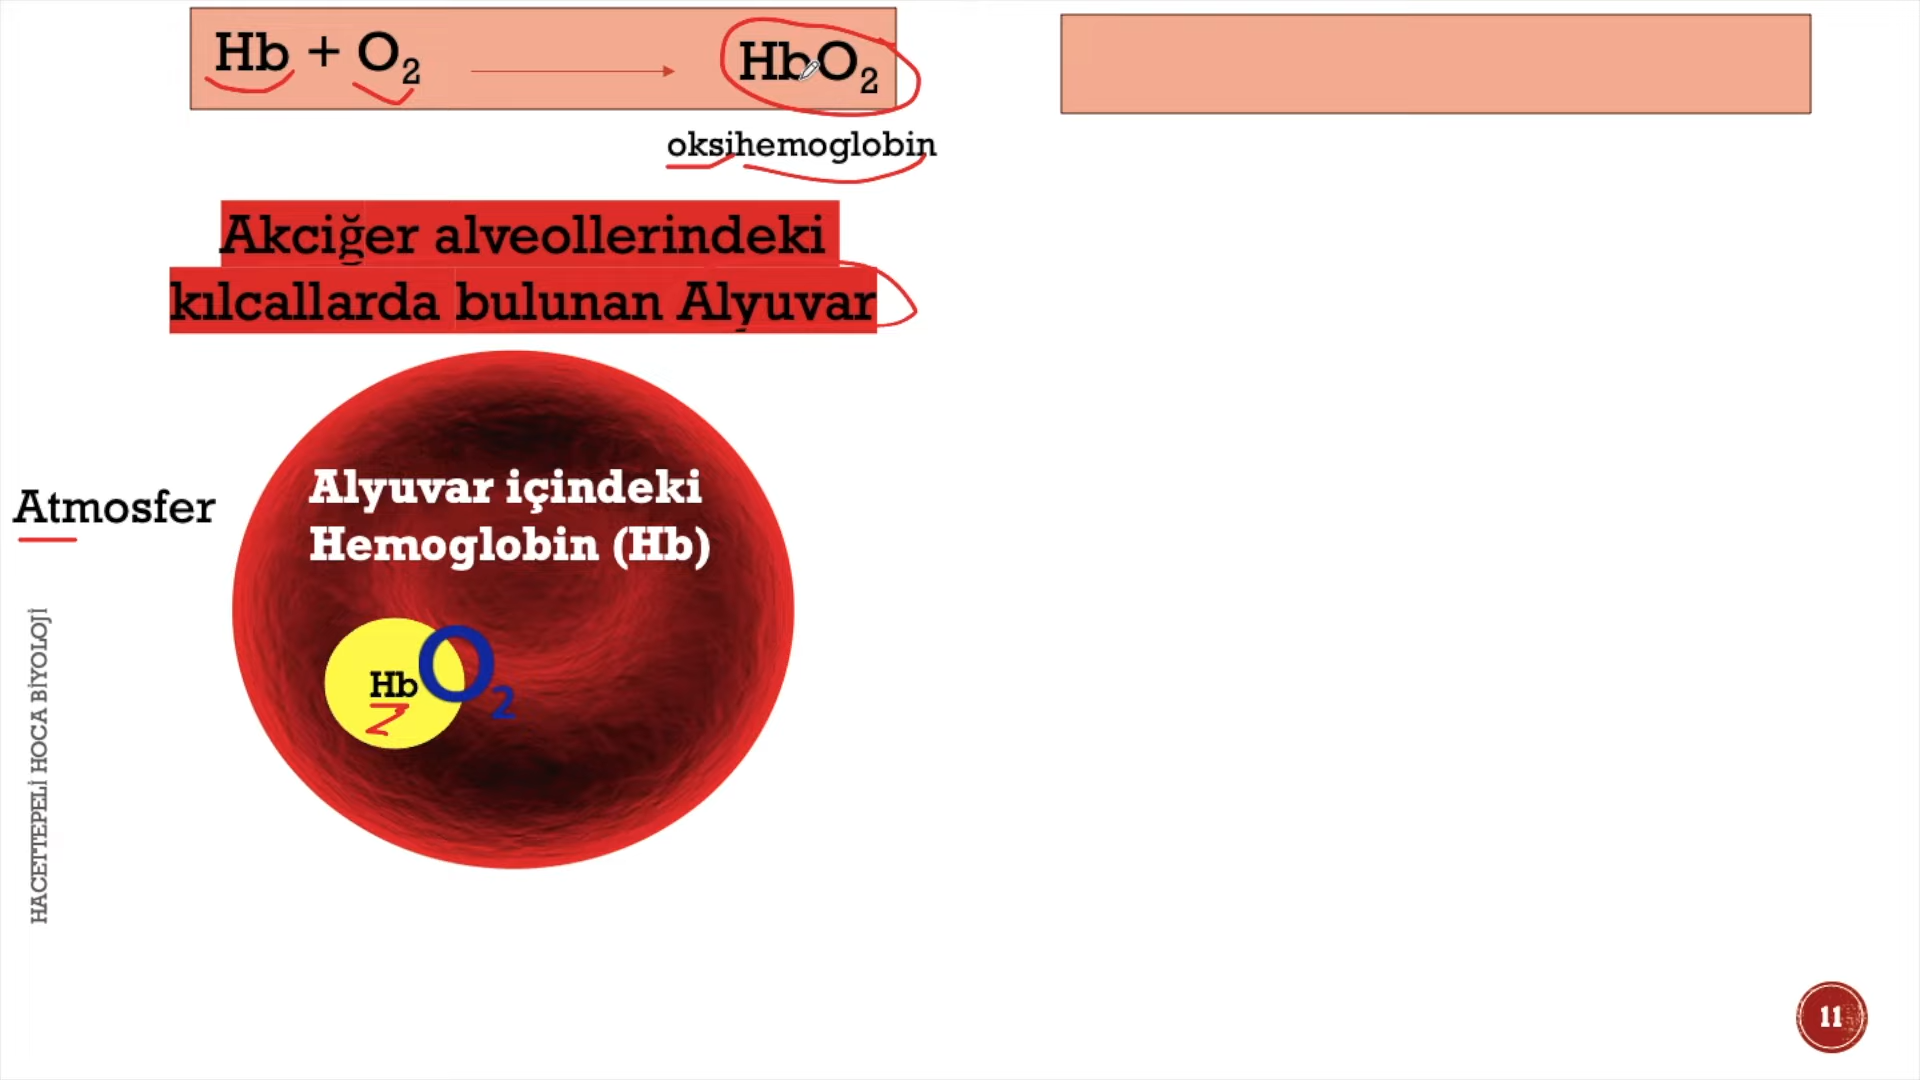 Hb + O₂ HbO₂
oksihemoglobin
Akciğer alveollerindeki
kılcallarda bulunan Alyuvar
Alyuvar içindeki
Hemoglobin (Hb)
Atmosfer
Hb O₂
HACETTEPELİ HOCA BİYOLOJİ
11